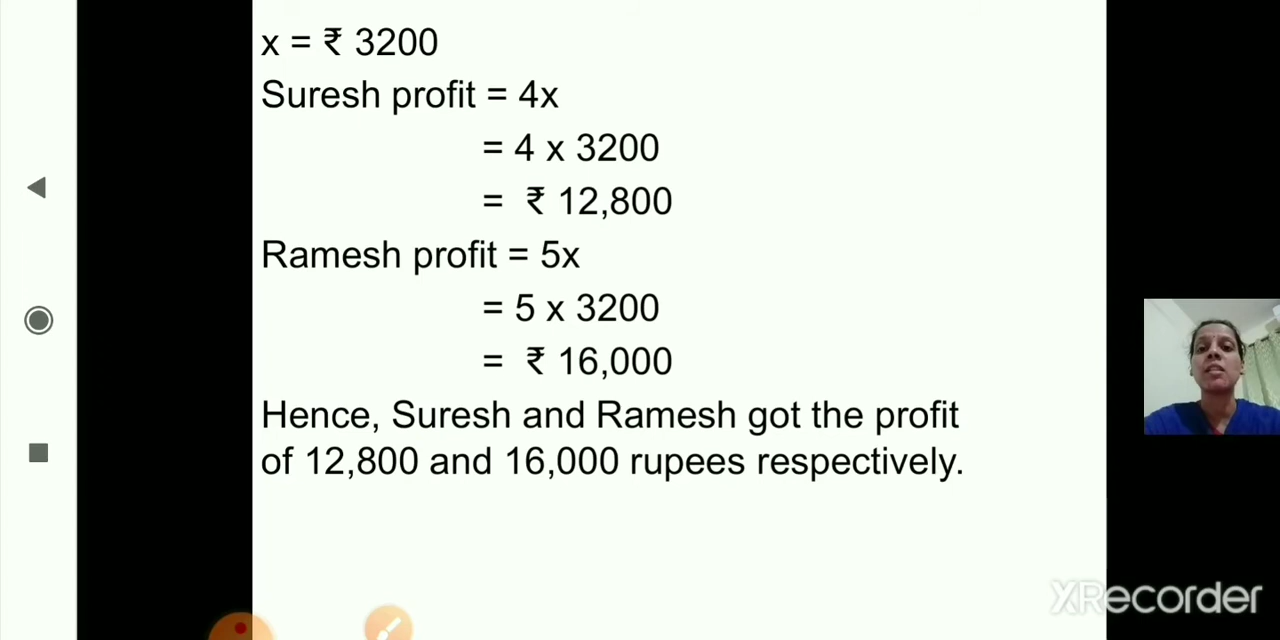 x = ₹ 3200
Suresh profit = 4x
= 4 x 3200
= ₹ 12,800
Ramesh profit = 5x
= 5 x 3200
= ₹ 16,000
Hence, Suresh and Ramesh got the profit
of 12,800 and 16,000 rupees respectively.
XRecorder